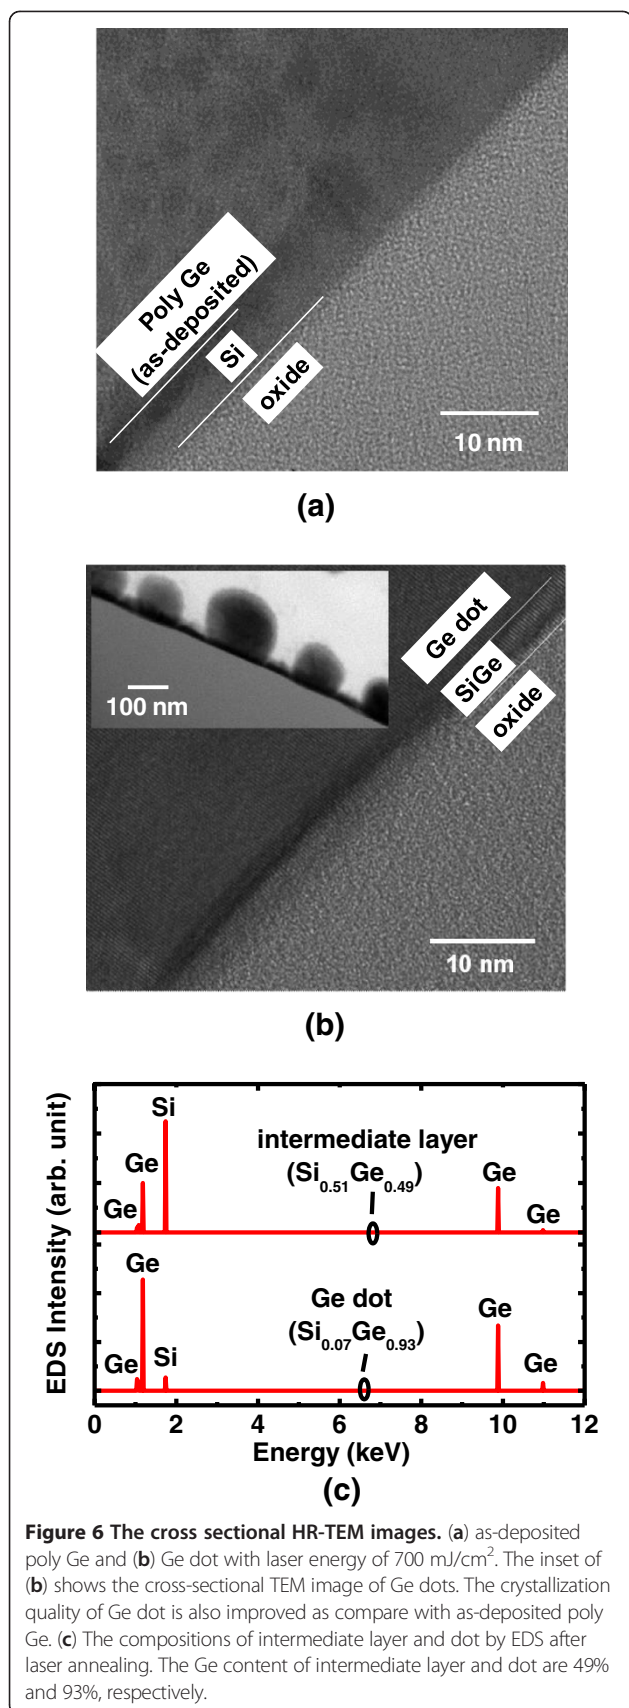 Poly Ge
(as-deposited)
Si
oxide
10 nm
(a)
100 nm
Ge dot
SiGe
oxide
10 nm
(b)
EDS Intensity (arb. unit)
Si
intermediate layer
(Si0.51Ge0.49)
Ge
Ge
Ge
Ge
Ge
Ge dot
(Si0.07Ge0.93)
Ge
Ge
Si
Ge
0 2 4 6 8 10 12
Energy (keV)
(c)
Figure 6 The cross sectional HR-TEM images. (a) as-deposited
poly Ge and (b) Ge dot with laser energy of 700 mJ/cm². The inset of
(b) shows the cross-sectional TEM image of Ge dots. The crystallization
quality of Ge dot is also improved as compare with as-deposited poly
Ge. (c) The compositions of intermediate layer and dot by EDS after
laser annealing. The Ge content of intermediate layer and dot are 49%
and 93%, respectively.